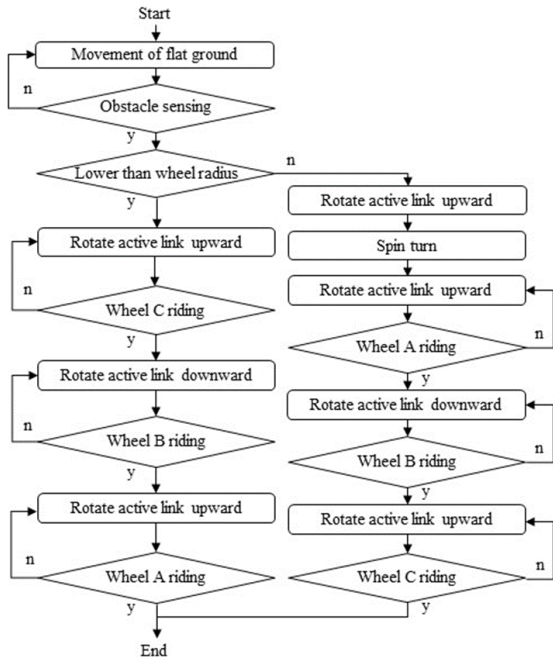 Start
Movement of flat ground
n
Obstacle sensing
y
n
Lower than wheel radius
y
Rotate active link upward
n
Wheel C riding
y
Rotate active link downward
n
Wheel B riding
y
Rotate active link upward
n
Wheel A riding
y
Rotate active link upward
Spin turn
Rotate active link upward
n
Wheel A riding
y
Rotate active link downward
n
Wheel B riding
y
Rotate active link upward
n
Wheel C riding
y
End